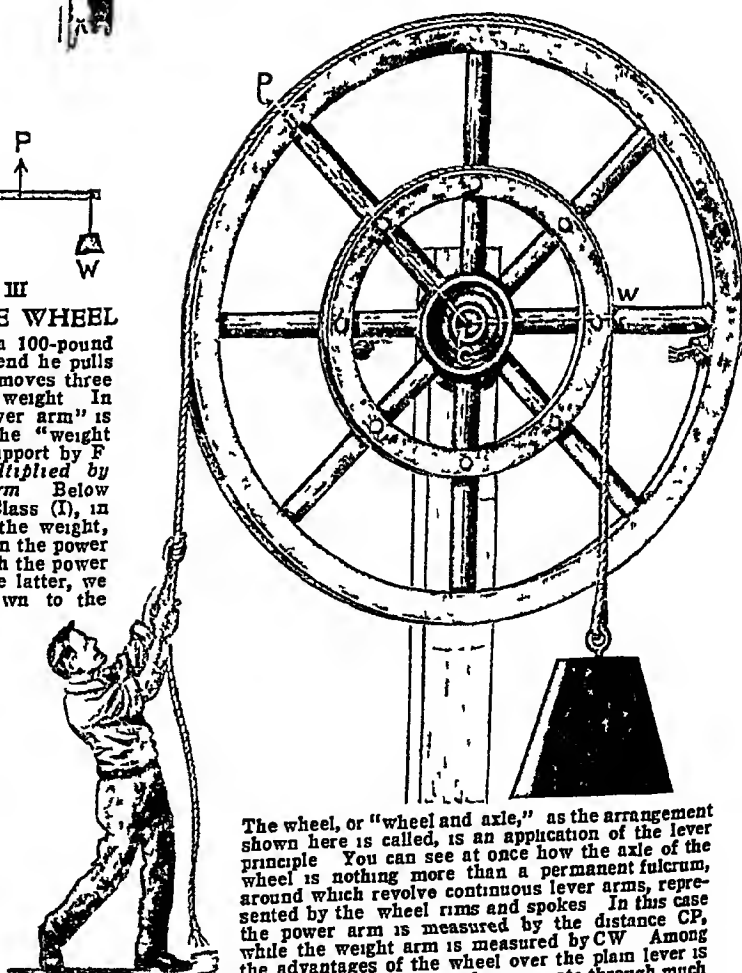 P
W
III
E WHEEL
a 100-pound
end he pulls
moves three
weight In
ver arm" is
he "weight
pport by F
ltiplied by
rm Below
lass (I), in
the weight,
n the power
h the power
e latter, we
wn to the
P
W
C
The wheel, or "wheel and axle," as the arrangement
shown here is called, is an application of the lever
principle You can see at once how the axle of the
wheel is nothing more than a permanent fulcrum,
around which revolve continuous lever arms, repre-
sented by the wheel rims and spokes In this case
the power arm is measured by the distance CP,
while the weight arm is measured by CW Among
the advantages of the wheel over the plain lever is
through much